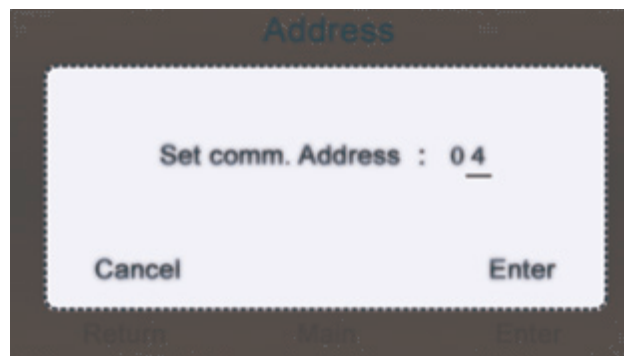 Address
Set comm. Address : 04
Cancel Enter
Return Main Enter